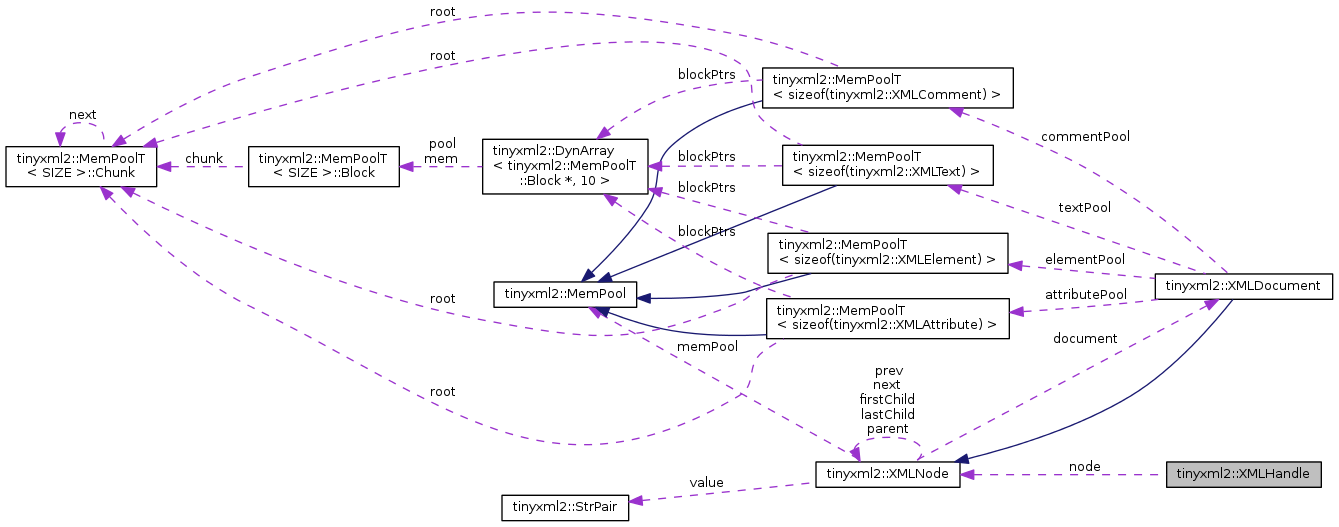 root
root
tinyxml2::MemPoolT
< sizeof(tinyxml2::XMLComment) >
blockPtrs
next
commentPool
tinyxml2::MemPoolT
< SIZE >::Chunk
chunk
tinyxml2::MemPoolT
< SIZE >::Block
pool
mem
tinyxml2::DynArray
< tinyxml2::MemPoolT
::Block *, 10 >
blockPtrs
tinyxml2::MemPoolT
< sizeof(tinyxml2::XMLText) >
blockPtrs
textPool
blockPtrs
tinyxml2::MemPoolT
< sizeof(tinyxml2::XMLElement) >
elementPool
tinyxml2::XMLDocument
tinyxml2::MemPool
root
attributePool
tinyxml2::MemPoolT
< sizeof(tinyxml2::XMLAttribute) >
memPool
document
root
prev
next
firstChild
lastChild
parent
tinyxml2::XMLNode
node
tinyxml2::XMLHandle
value
tinyxml2::StrPair